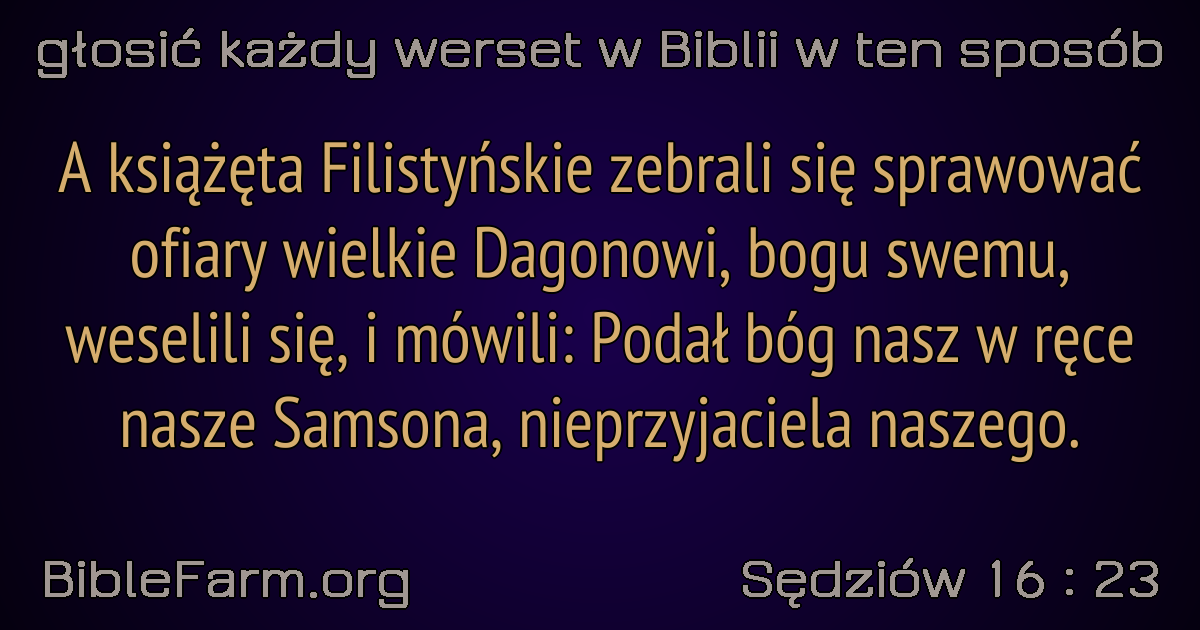 głosić każdy werset w Biblii w ten sposób
A książęta Filistyńskie zebrali się sprawować
ofiary wielkie Dagonowi, bogu swemu,
weselili się, i mówili: Podał bóg nasz w ręce
nasze Samsona, nieprzyjaciela naszego.
BibleFarm.org
Sędziów 16 : 23